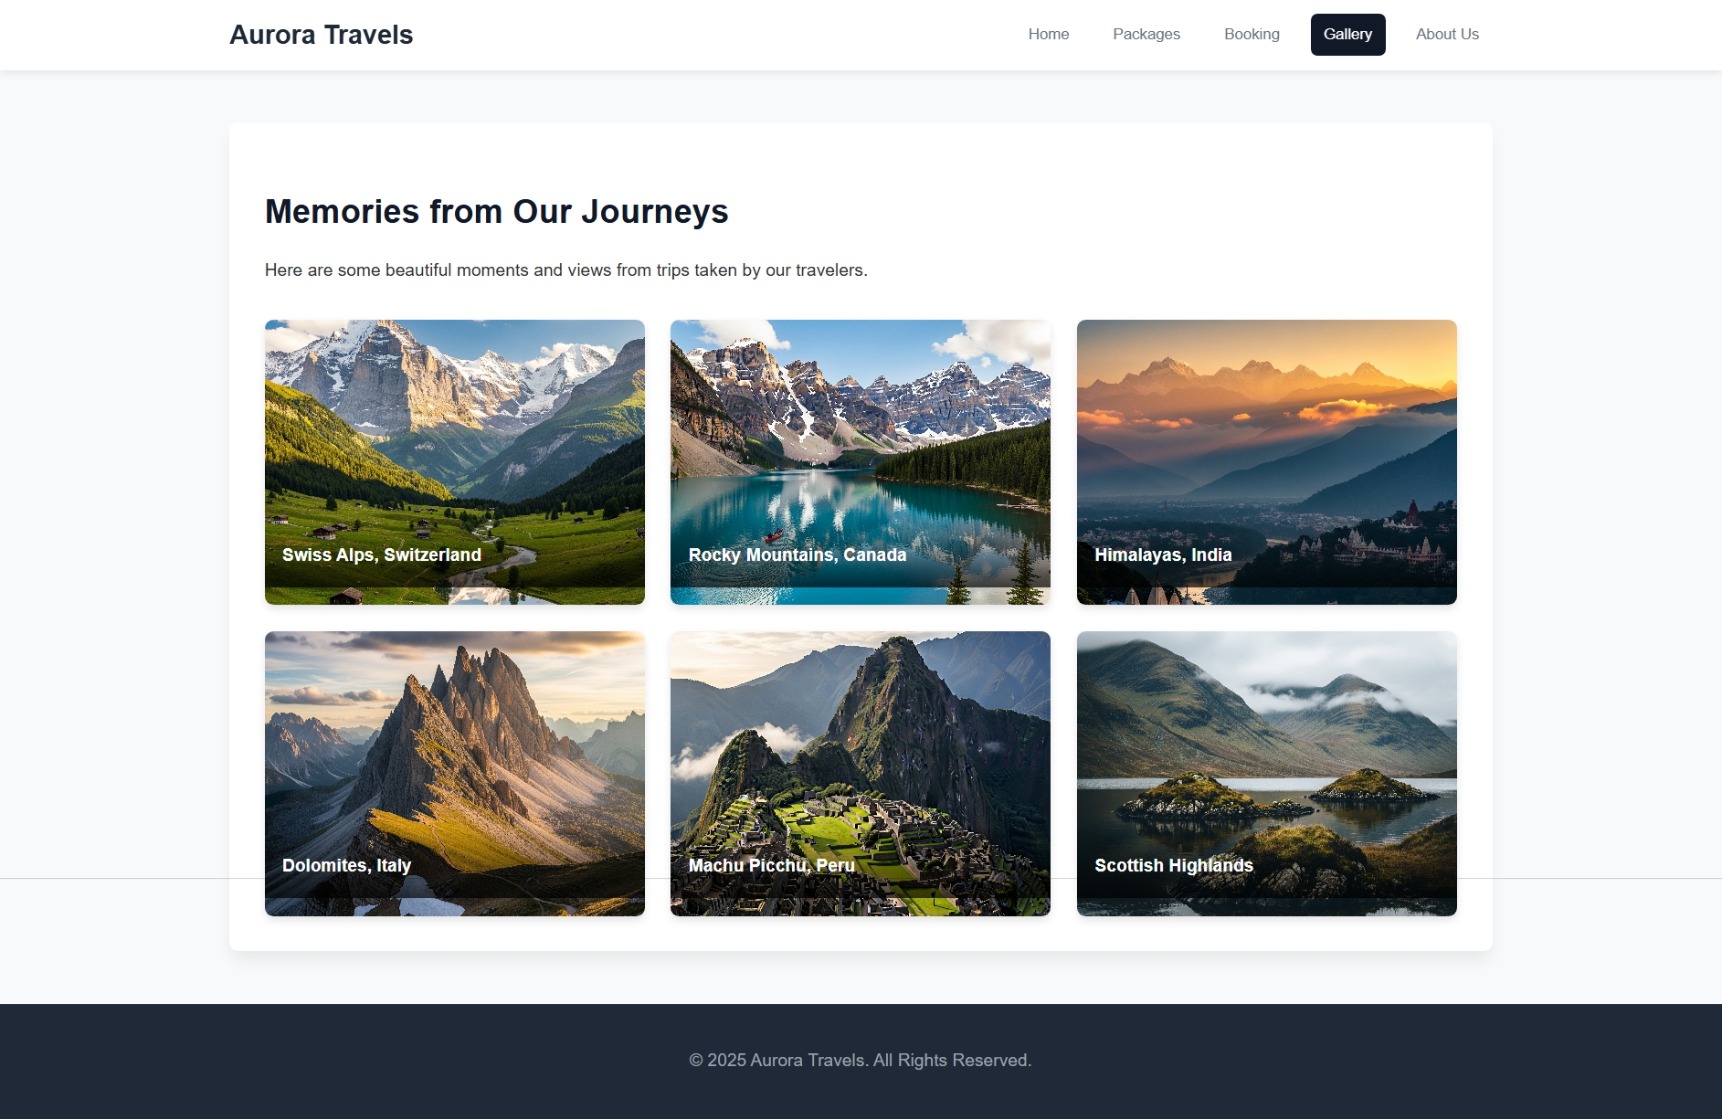 Aurora Travels
Home Packages Booking Gallery About Us
Memories from Our Journeys
Here are some beautiful moments and views from trips taken by our travelers.
Swiss Alps, Switzerland
Rocky Mountains, Canada
Himalayas, India
Dolomites, Italy
Machu Picchu, Peru
Scottish Highlands
© 2025 Aurora Travels. All Rights Reserved.